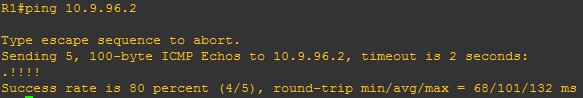 R1#ping 10.9.96.2
Type escape sequence to abort.
Sending 5, 100-byte ICMP Echos to 10.9.96.2, timeout is 2 seconds:
.!!!!
Success rate is 80 percent (4/5), round-trip min/avg/max = 68/101/132 ms